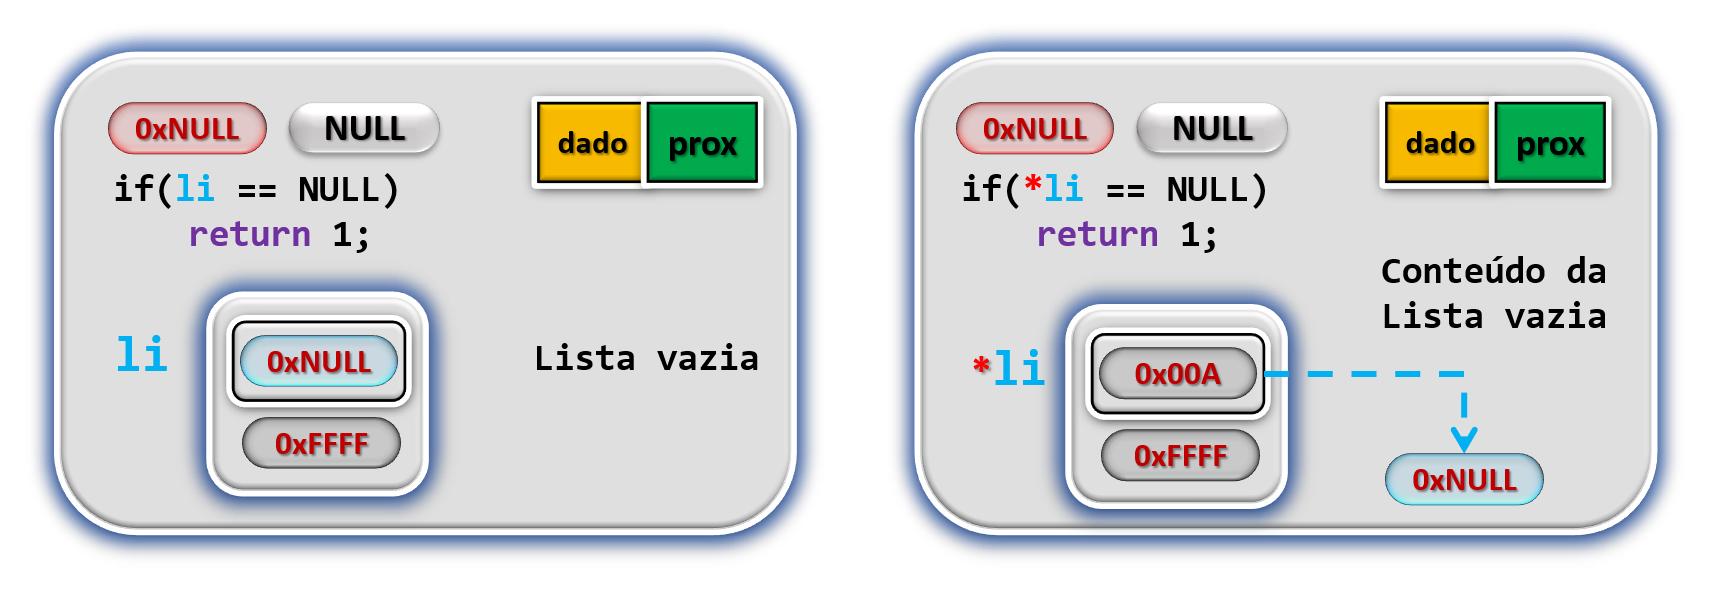 0xNULL NULL dado prox
if(li == NULL)
return 1;
li 0xNULL Lista vazia
0xFFFF
0xNULL NULL dado prox
if(*li == NULL)
return 1;
Conteúdo da
Lista vazia
*li 0x00A
0xFFFF
0xNULL